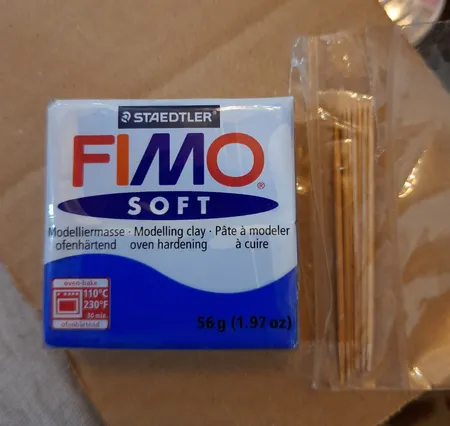 STAEDTLER
FIMO®
SOFT
Modelliermasse · Modelling clay · Pâte à modeler
ofenhärtend oven hardening à cuire
oven-bake
110°C
230°F
30 min.
ofenhärtend
56 g (1.97 oz)